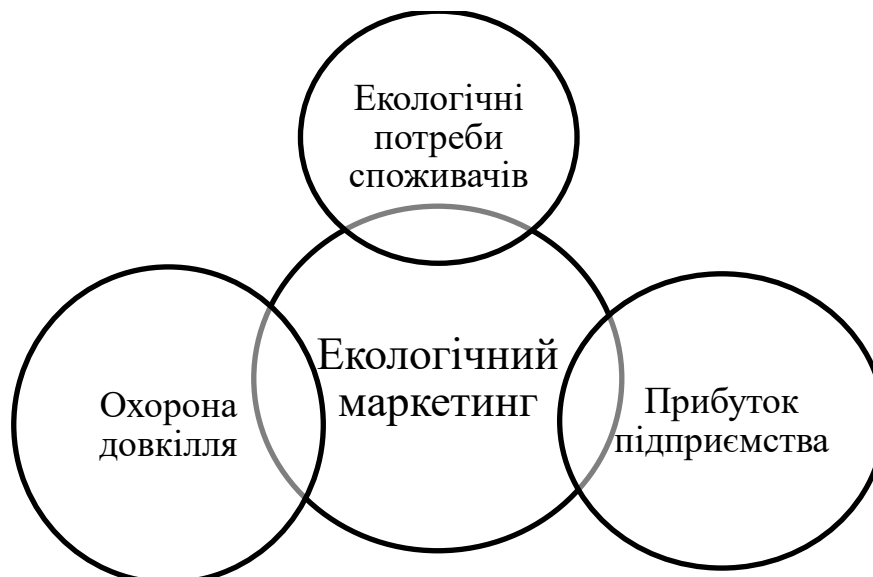 Екологічні
потреби
споживачів
Екологічний
маркетинг
Охорона
довкілля
Прибуток
підприємства